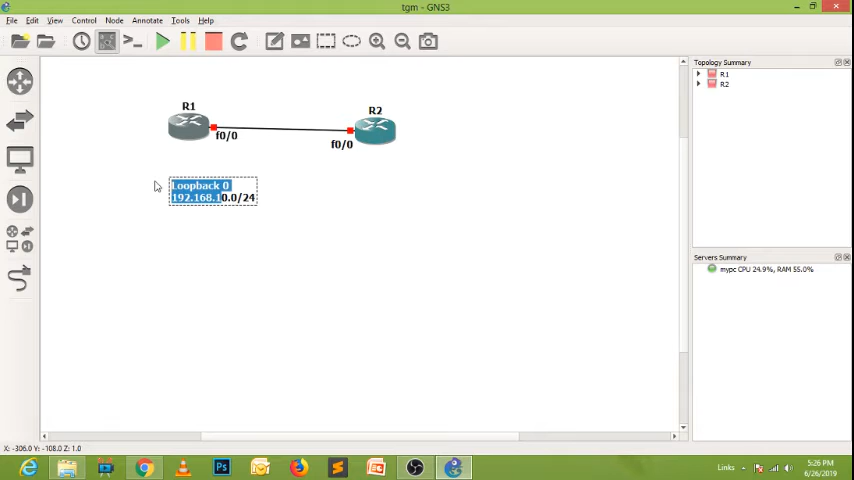 tgm - GNS3
File Edit View Control Node Annotate Tools Help
R1
f0/0
R2
f0/0
Loopback 0
192.168.10.0/24
Topology Summary
R1
R2
Servers Summary
mypc CPU 24.9%, RAM 55.0%
X: -306.0 Y: -108.0 Z: 1.0
Ps
Links
5:26 PM
6/26/2019